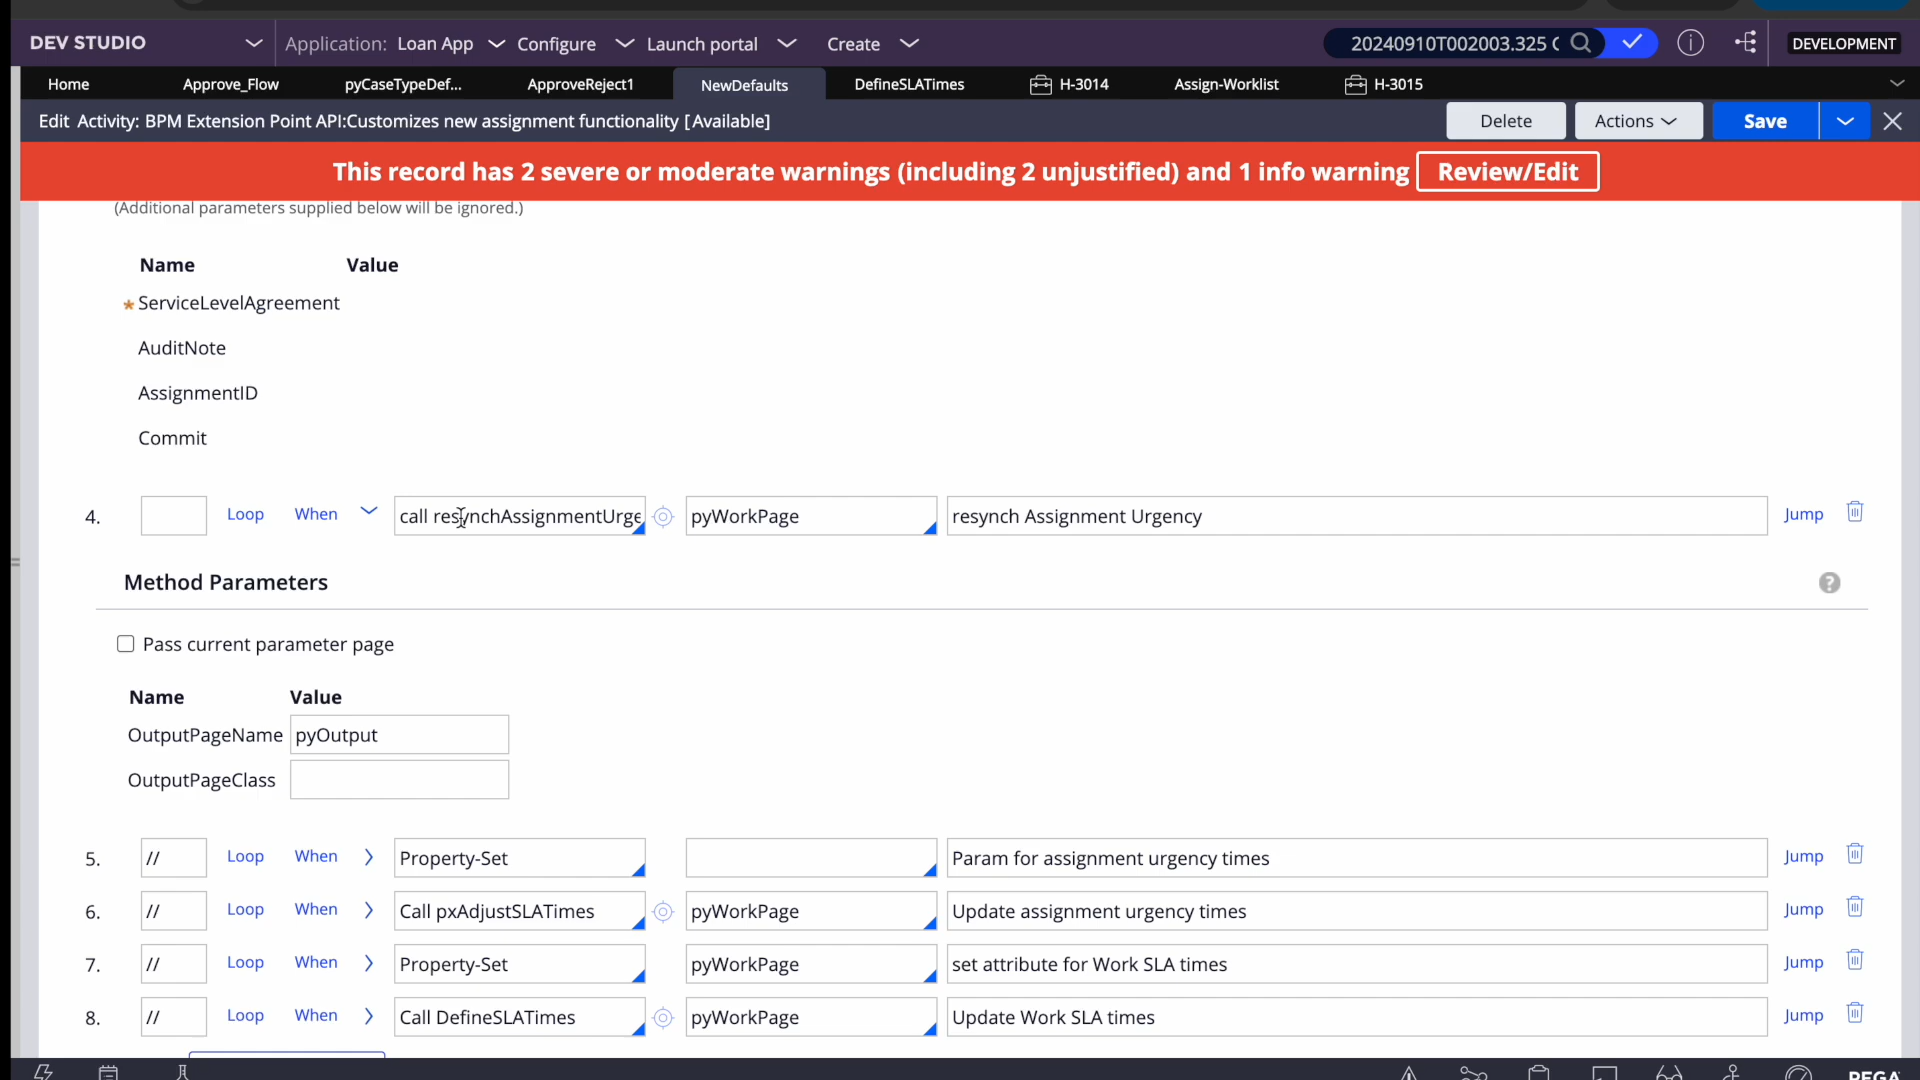 DEV STUDIO Application: Loan App Configure Launch portal Create 20240910T002003.325 DEVELOPMENT
Home Approve_Flow pyCaseTypeDef... ApproveReject1 NewDefaults DefineSLATimes H-3014 Assign-Worklist H-3015
Edit Activity: BPM Extension Point API:Customizes new assignment functionality [Available] Delete Actions Save
This record has 2 severe or moderate warnings (including 2 unjustified) and 1 info warning Review/Edit
(Additional parameters supplied below will be ignored.)
Name Value
* ServiceLevelAgreement
AuditNote
AssignmentID
Commit
4. Loop When call resynchAssignmentUrge pyWorkPage resynch Assignment Urgency Jump
Method Parameters ?
Pass current parameter page
Name Value
OutputPageName pyOutput
OutputPageClass
5. // Loop When Property-Set Param for assignment urgency times Jump
6. // Loop When Call pxAdjustSLATimes pyWorkPage Update assignment urgency times Jump
7. // Loop When Property-Set pyWorkPage set attribute for Work SLA times Jump
8. // Loop When Call DefineSLATimes pyWorkPage Update Work SLA times Jump
PEGA